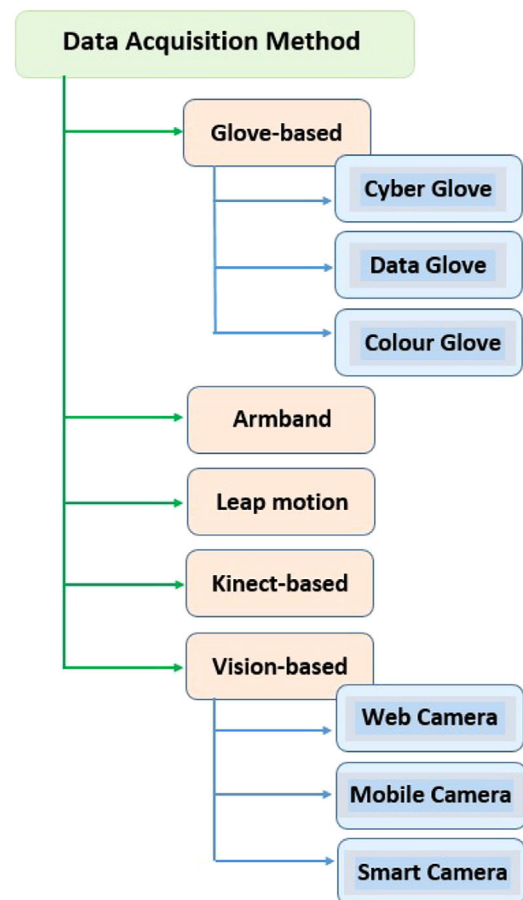 Data Acquisition Method
Glove-based
Cyber Glove
Data Glove
Colour Glove
Armband
Leap motion
Kinect-based
Vision-based
Web Camera
Mobile Camera
Smart Camera